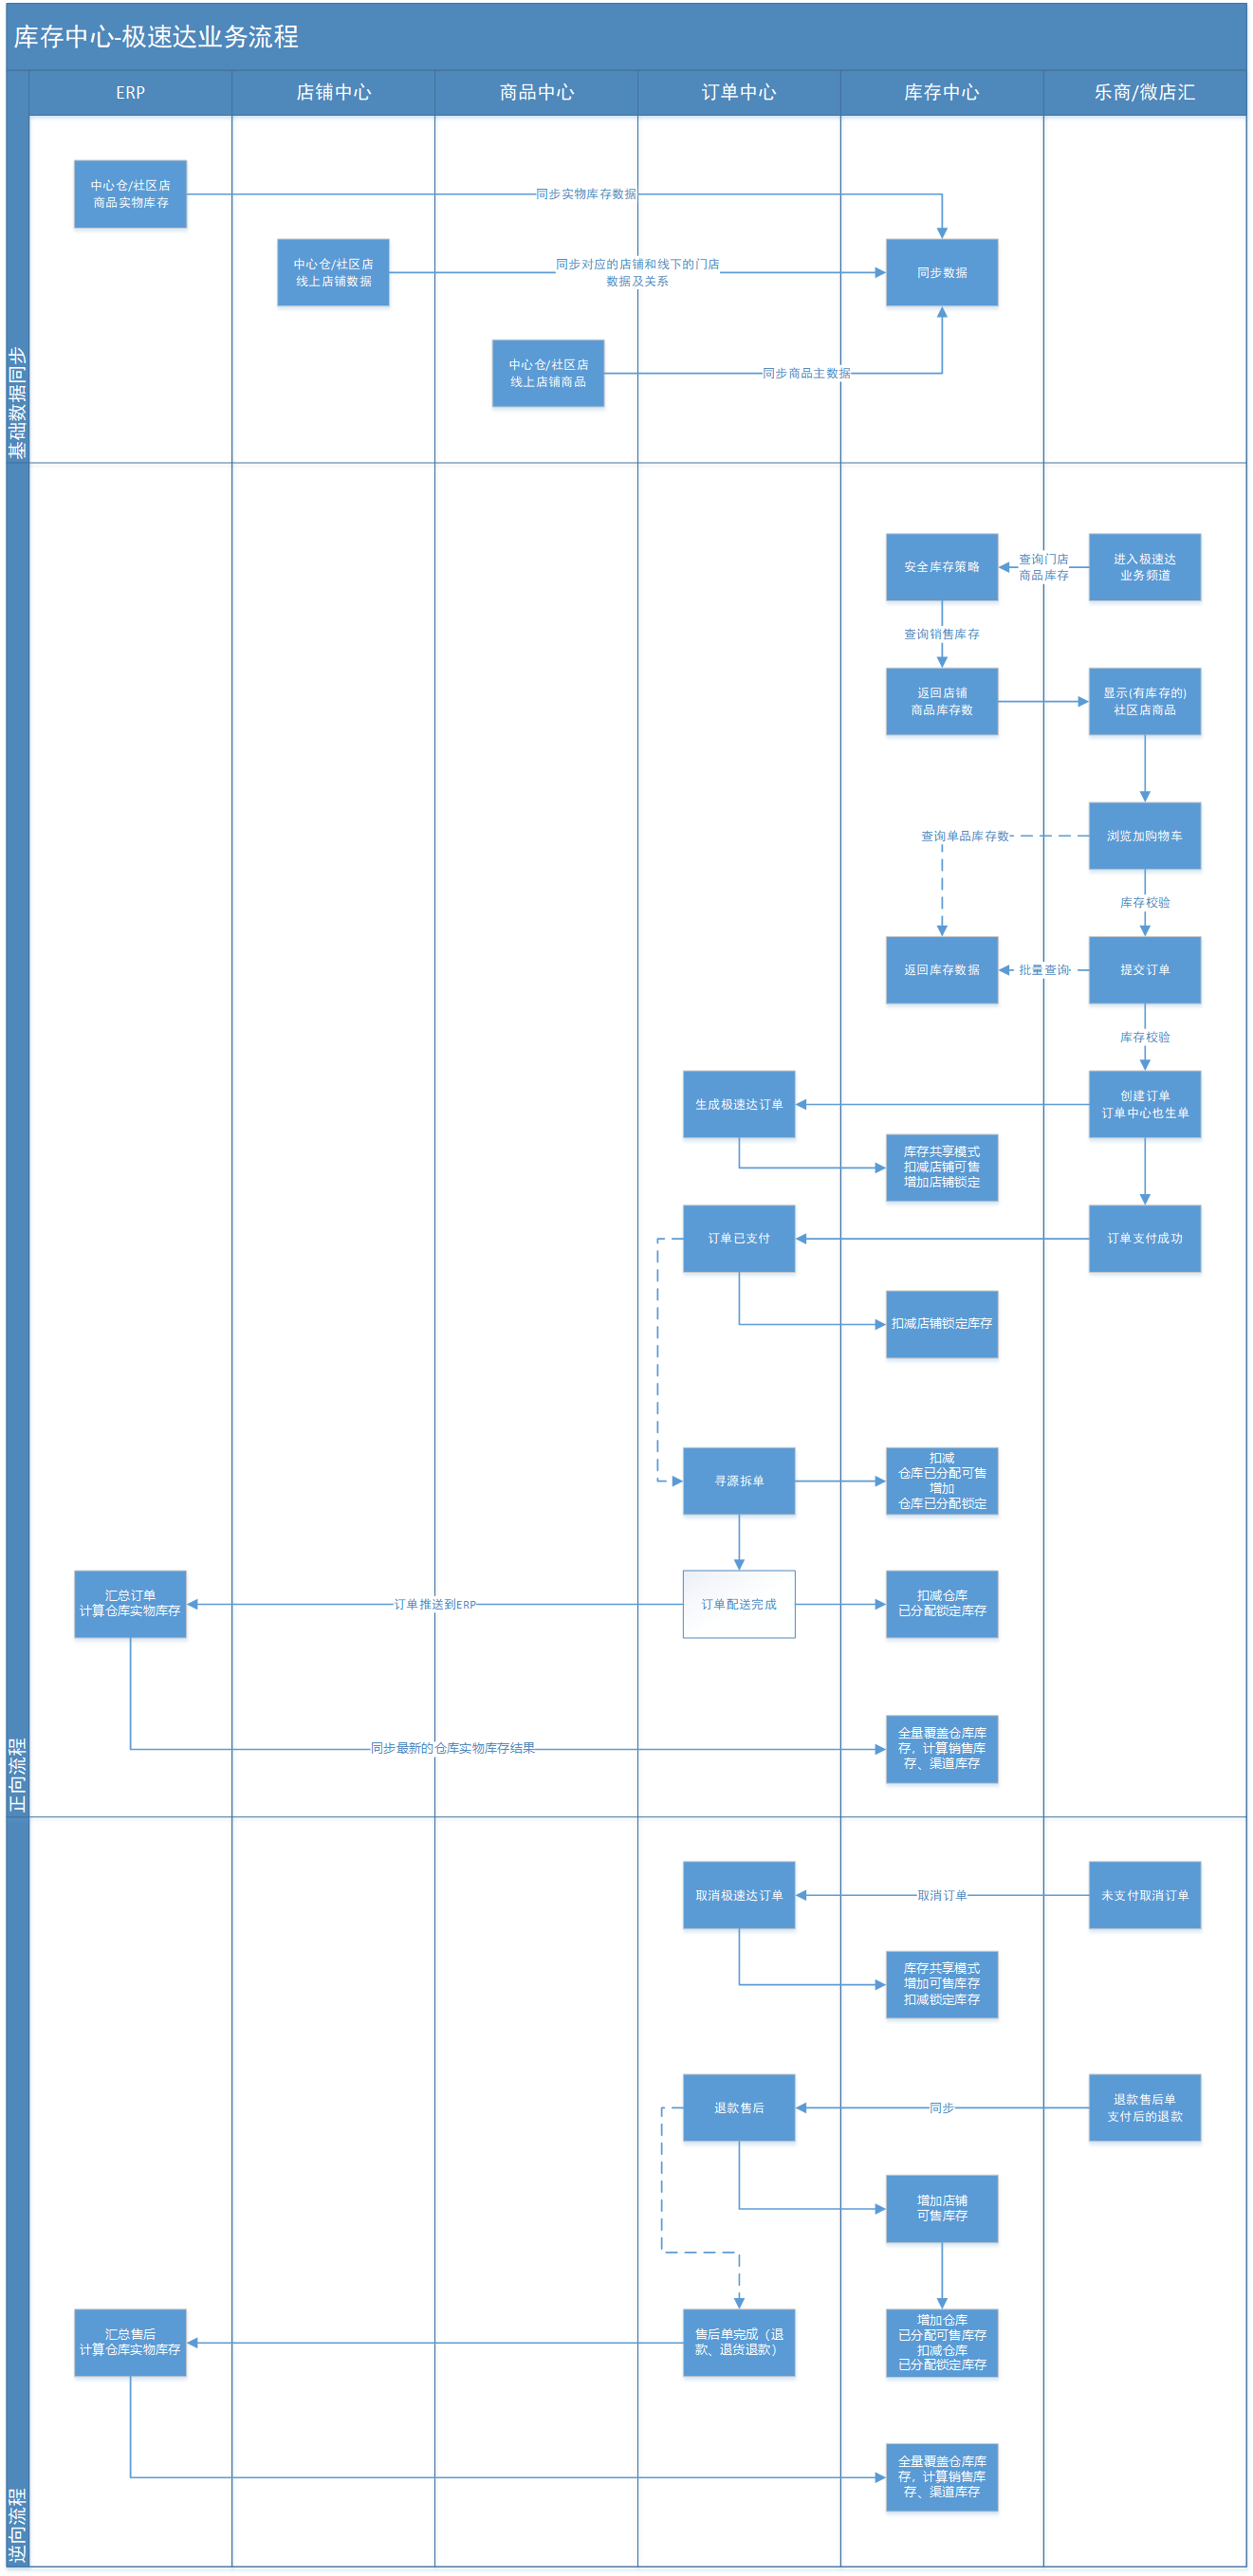 库存中心-极速达业务流程
ERP
店铺中心
商品中心
订单中心
库存中心
乐商/微店汇
基础数据同步
中心仓/社区店
商品实物库存
同步实物库存数据
中心仓/社区店
线上店铺数据
同步对应的店铺和线下的门店
数据及关系
同步数据
中心仓/社区店
线上店铺商品
同步商品主数据
正向流程
安全库存策略
查询门店
商品库存
进入极速达
业务频道
查询销售库存
返回店铺
商品库存数
显示(有库存的)
社区店商品
查询单品库存数
浏览加购物车
库存校验
返回库存数据
批量查询
提交订单
库存校验
生成极速达订单
创建订单
订单中心也生单
库存共享模式
扣减店铺可售
增加店铺锁定
订单已支付
订单支付成功
扣减店铺锁定库存
寻源拆单
扣减
仓库已分配可售
增加
仓库已分配锁定
汇总订单
计算仓库实物库存
订单推送到ERP
订单配送完成
扣减仓库
已分配锁定库存
同步最新的仓库实物库存结果
全量覆盖仓库库
存，计算销售库
存、渠道库存
逆向流程
取消极速达订单
取消订单
未支付取消订单
库存共享模式
增加可售库存
扣减锁定库存
退款售后
同步
退款售后单
支付后的退款
增加店铺
可售库存
汇总售后
计算仓库实物库存
售后单完成（退
款、退货退款）
增加仓库
已分配可售库存
扣减仓库
已分配锁定库存
全量覆盖仓库库
存，计算销售库
存、渠道库存